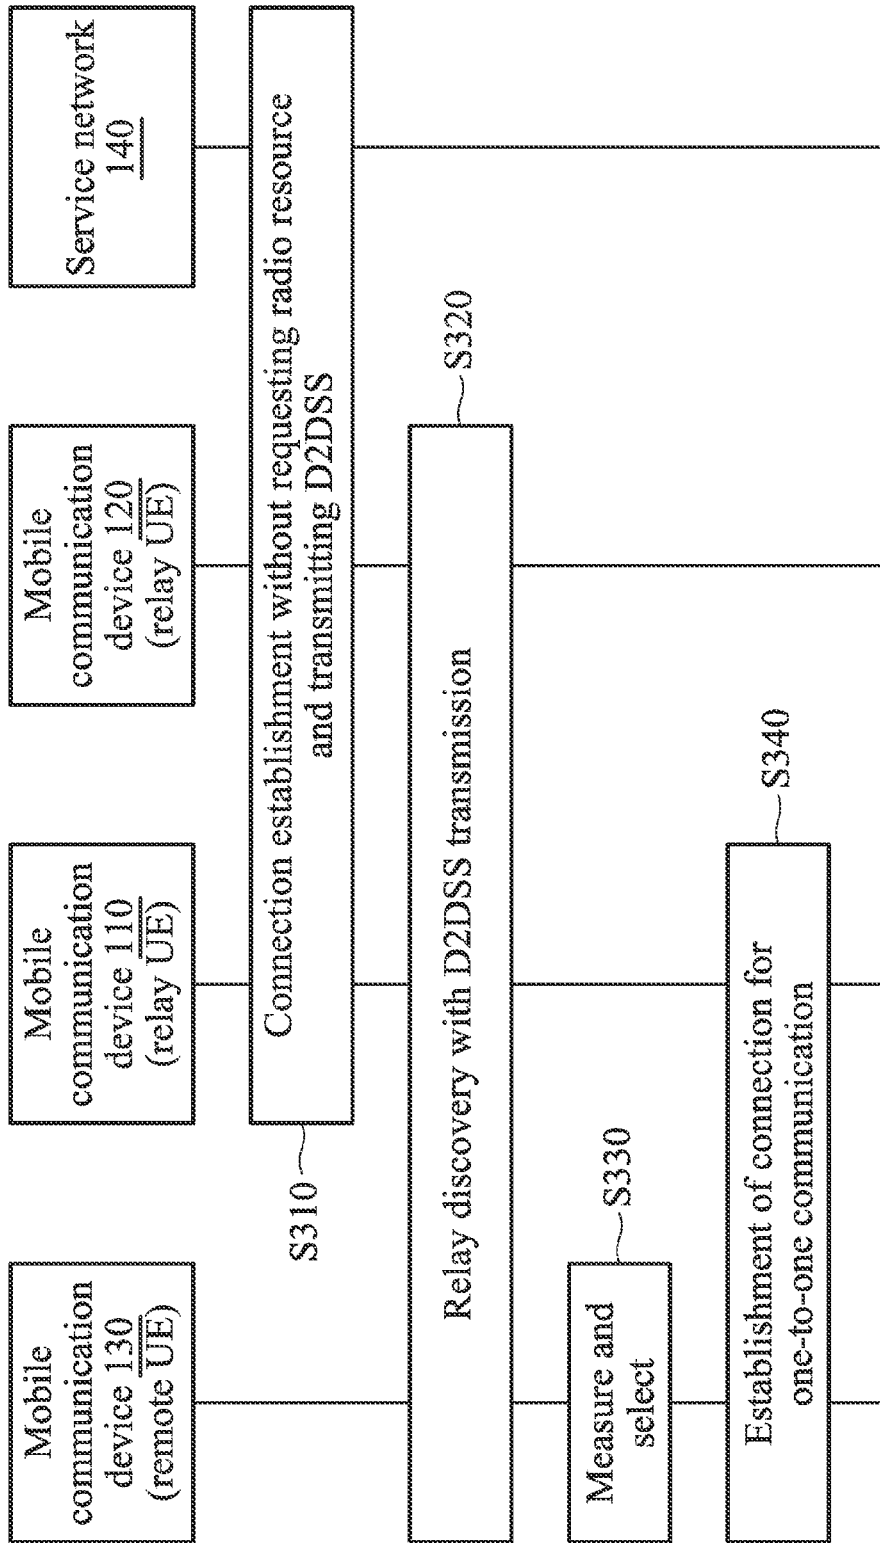 Mobile
communication
device 130
(remote UE)
Mobile
communication
device 110
(relay UE)
Mobile
communication
device 120
(relay UE)
Service network
140
S310
Connection establishment without requesting radio resource
and transmitting D2DSS
Relay discovery with D2DSS transmission
S320
Measure and
select
S330
Establishment of connection for
one-to-one communication
S340